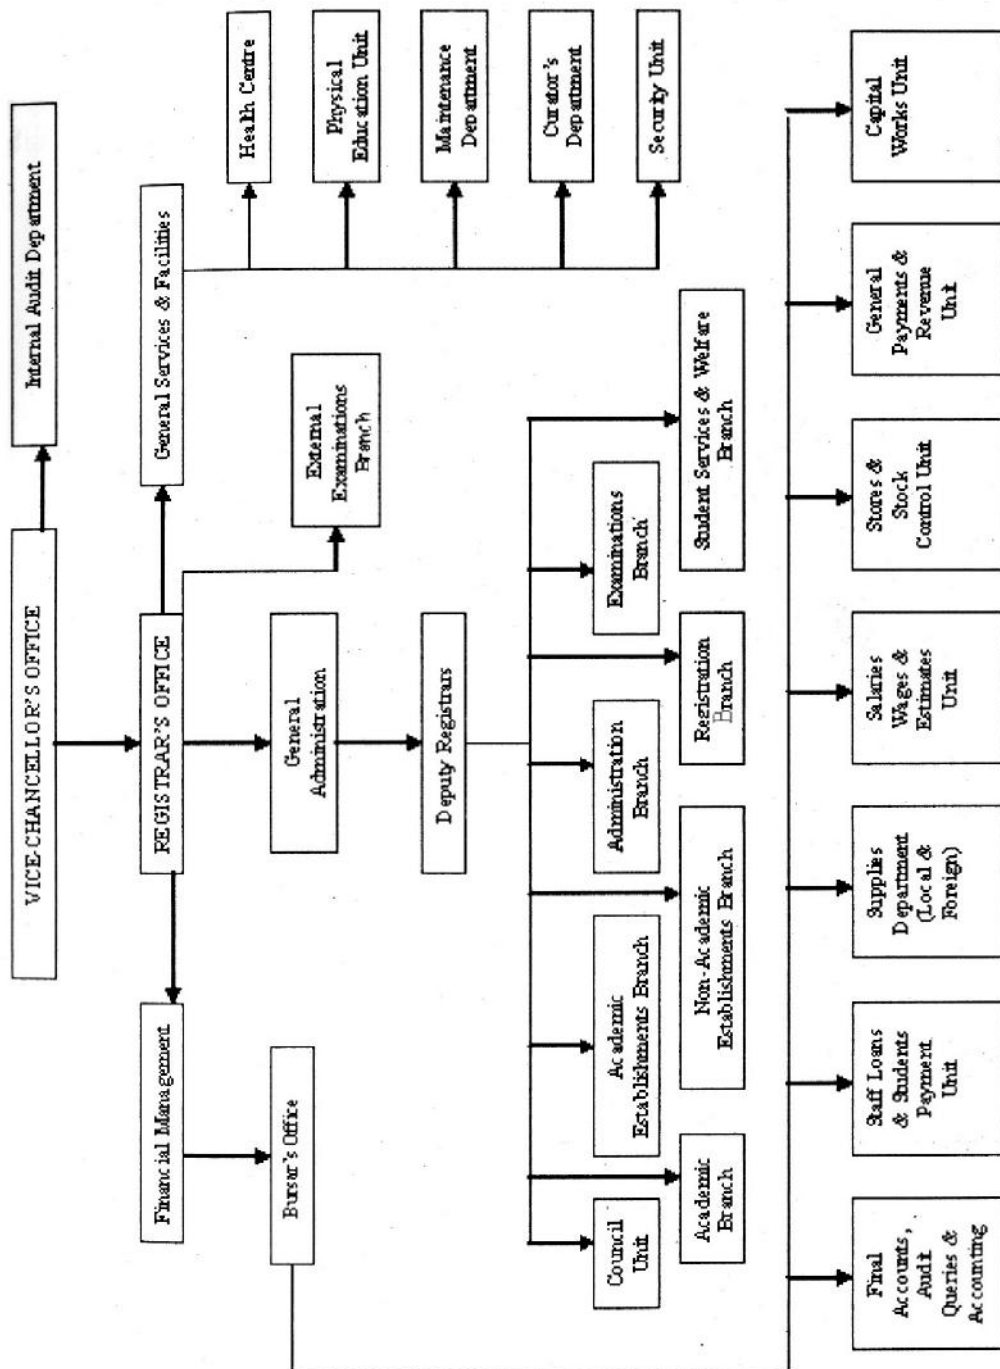 VICE-CHANCELLOR'S OFFICE
Internal Audit Department
Financial Management
REGISTRAR'S OFFICE
General Services & Facilities
Bursar's Office
General
Administration
External
Examinations
Branch
Health Centre
Physical
Education Unit
Maintenance
Department
Curator's
Department
Security Unit
Deputy Registrars
Council
Unit
Academic
Establishments Branch
Administration
Branch
Examinations
Branch
Academic
Branch
Non-Academic
Establishments Branch
Registration
Branch
Student Services & Welfare
Branch
Final
Accounts,
Audit
Queries &
Accounting
Staff Loans
& Students
Payment
Unit
Supplies
Department
(Local &
Foreign)
Salaries
Wages &
Estimates
Unit
Stores &
Stock
Control Unit
General
Payments &
Revenue
Unit
Capital
Works Unit